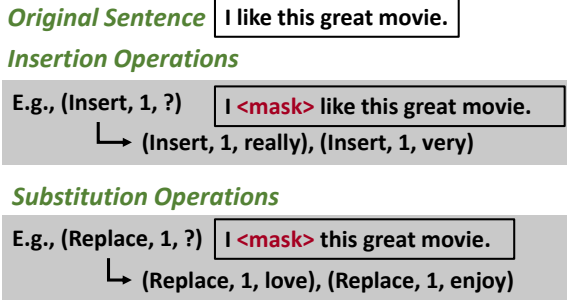 Original Sentence I like this great movie.
Insertion Operations
E.g., (Insert, 1, ?) I <mask> like this great movie.
(Insert, 1, really), (Insert, 1, very)
Substitution Operations
E.g., (Replace, 1, ?) I <mask> this great movie.
(Replace, 1, love), (Replace, 1, enjoy)